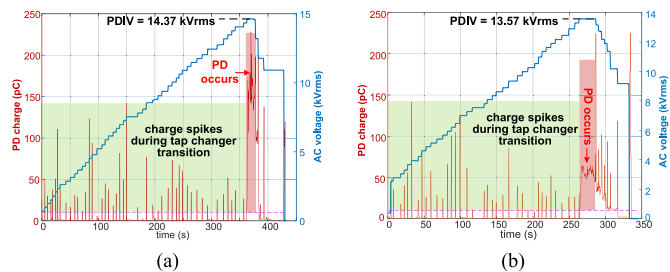 PDIV = 14.37 kVrms
250
200
150
100
50
0
PD charge (pC)
15
10
5
0
AC voltage (kVrms)
PD
occurs
charge spikes
during tap changer
transition
0
100
200
300
400
time (s)
(a)
PDIV = 13.57 kVrms
250
200
150
100
50
0
PD charge (pC)
14
12
10
8
6
4
2
0
AC voltage (kVrms)
PD occurs
charge spikes
during tap changer
transition
0
50
100
150
200
250
300
350
time (s)
(b)